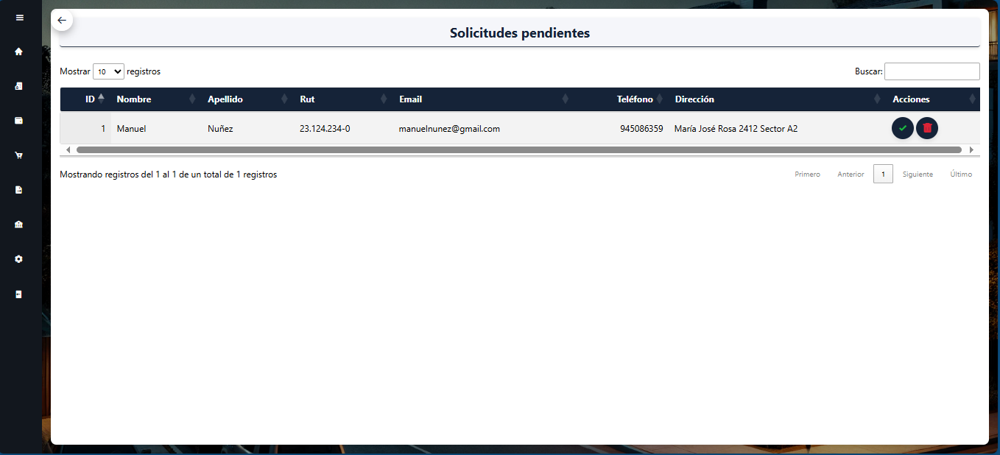 Solicitudes pendientes
Mostrar 10 registros
Buscar:
ID Nombre Apellido Rut Email Teléfono Dirección Acciones
1 Manuel Nuñez 23.124.234-0 manuelnunez@gmail.com 945086359 María José Rosa 2412 Sector A2
Mostrando registros del 1 al 1 de un total de 1 registros
Primero Anterior 1 Siguiente Último